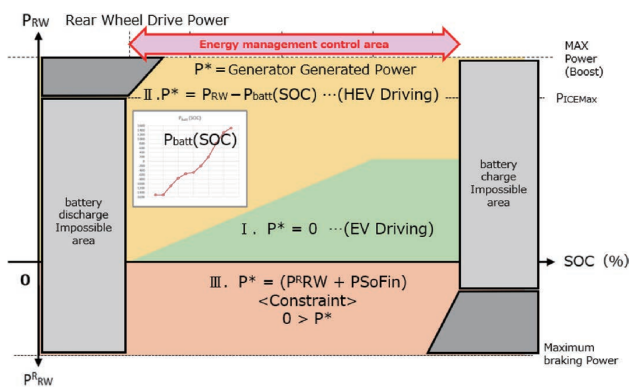 PRW Rear Wheel Drive Power
Energy management control area
MAX
Power
(Boost)
P* = Generator Generated Power
Ⅱ.P* = PRW − Pbatt(SOC) ⋯(HEV Driving)
PICEMax
Pbatt(SOC)
Pbatt(SOC)
battery
discharge
Impossible
area
battery
charge
Impossible
area
Ⅰ. P* = 0 ⋯(EV Driving)
0
SOC (%)
Ⅲ. P* = (PRRW + PSoFin)
<Constraint>
0 > P*
Maximum
braking Power
PRRW